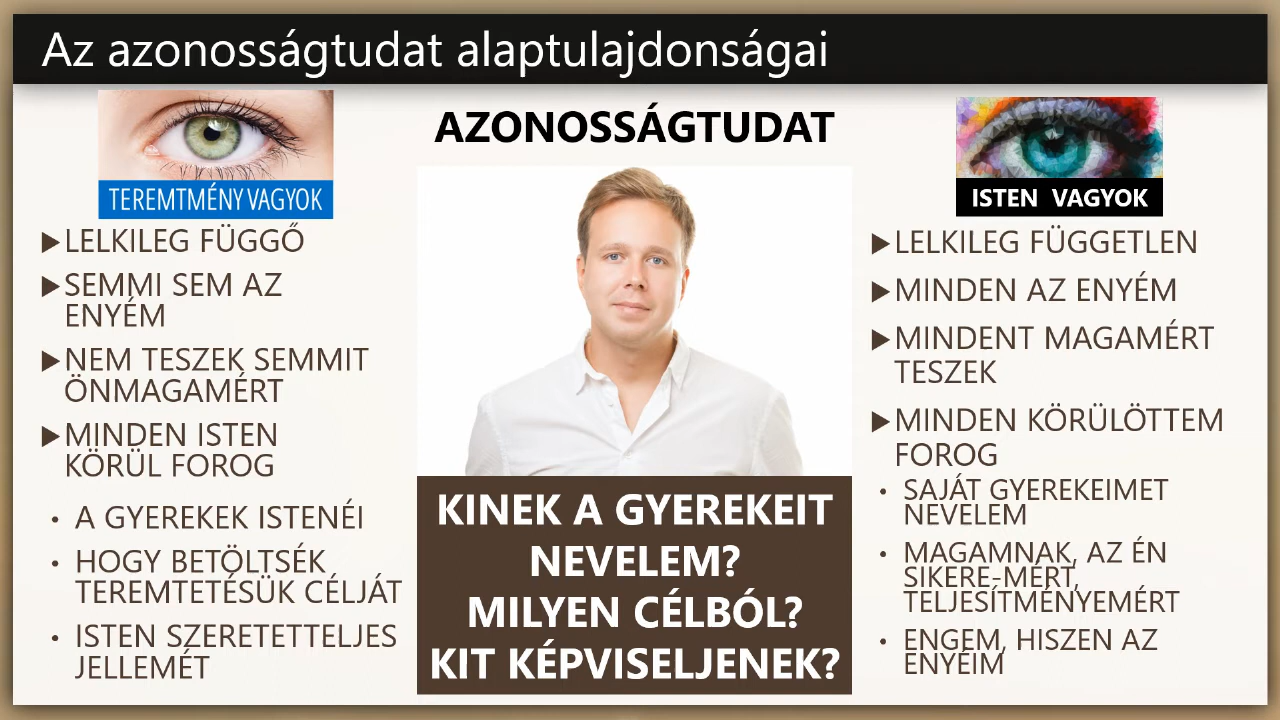 Az azonosságtudat alaptulajdonságai
TEREMTMÉNY VAGYOK
▶LELKILEG FÜGGŐ
▶SEMMI SEM AZ
ENYÉM
▶NEM TESZEK SEMMIT
ÖNMAGAMÉRT
▶MINDEN ISTEN
KÖRÜL FOROG
• A GYEREKEK ISTENÉI
• HOGY BETÖLTSÉK
TEREMTETÉSÜK CÉLJÁT
• ISTEN SZERETETTELJES
JELLEMÉT
AZONOSSÁGTUDAT
KINEK A GYEREKEIT
NEVELEM?
MILYEN CÉLBÓL?
KIT KÉPVISELJENEK?
ISTEN VAGYOK
▶LELKILEG FÜGGETLEN
▶MINDEN AZ ENYÉM
▶MINDENT MAGAMÉRT
TESZEK
▶MINDEN KÖRÜLÖTTEM
FOROG
• SAJÁT GYEREKEIMET
NEVELEM
• MAGAMNAK, AZ ÉN
SIKERE-MÉRT,
TELJESÍTMÉNYEMÉRT
• ENGEM, HISZEN AZ
ENYÉIM